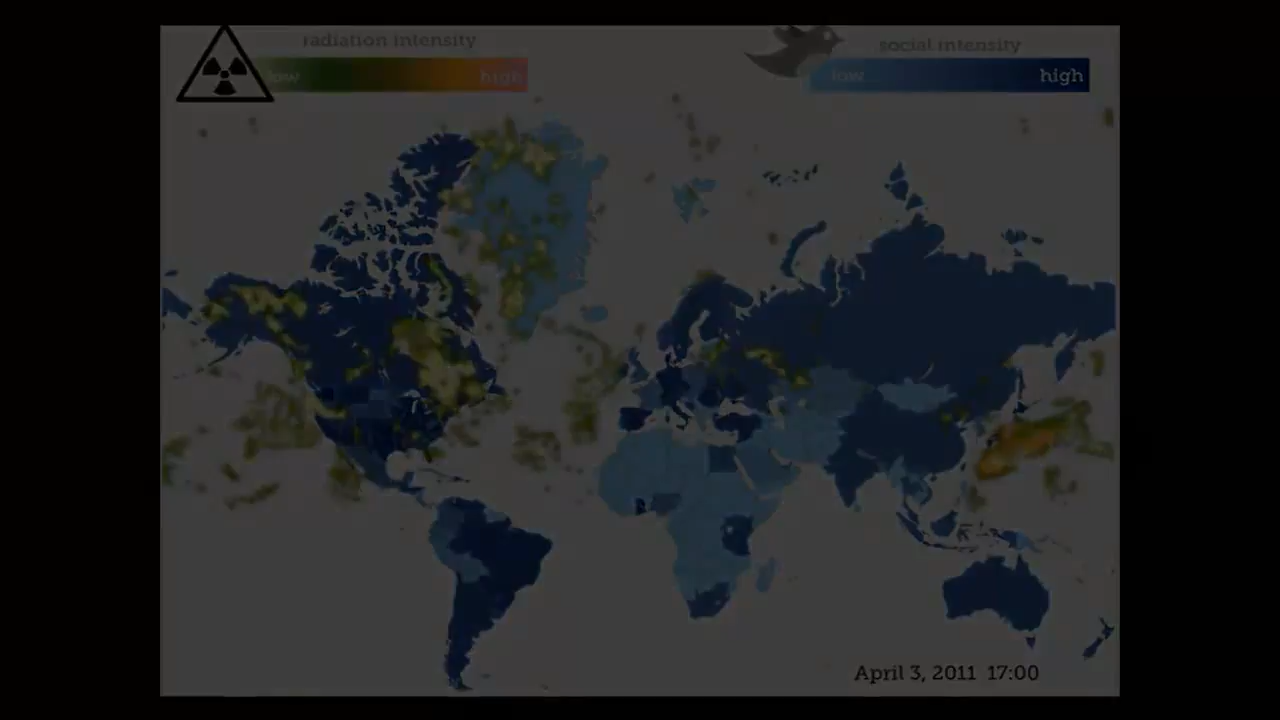 radiation intensity
low high
social intensity
low high
April 3, 2011 17:00